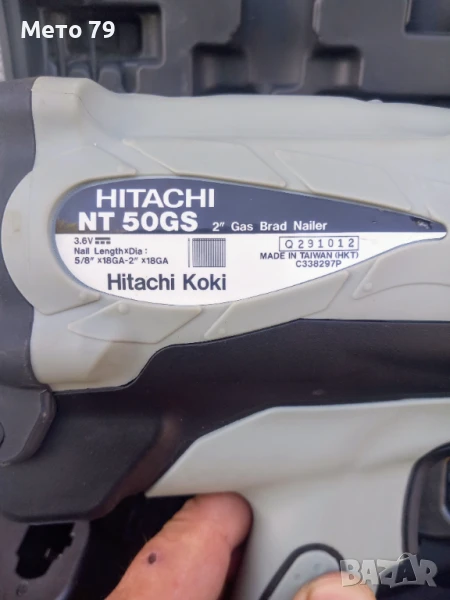 Мето 79
HITACHI
NT 50GS 2" Gas Brad Nailer
3.6V
Nail Length×Dia:
5/8" ×18GA-2" ×18GA
Q291012
MADE IN TAIWAN (HKT)
C338297P
Hitachi Koki
BAZAR